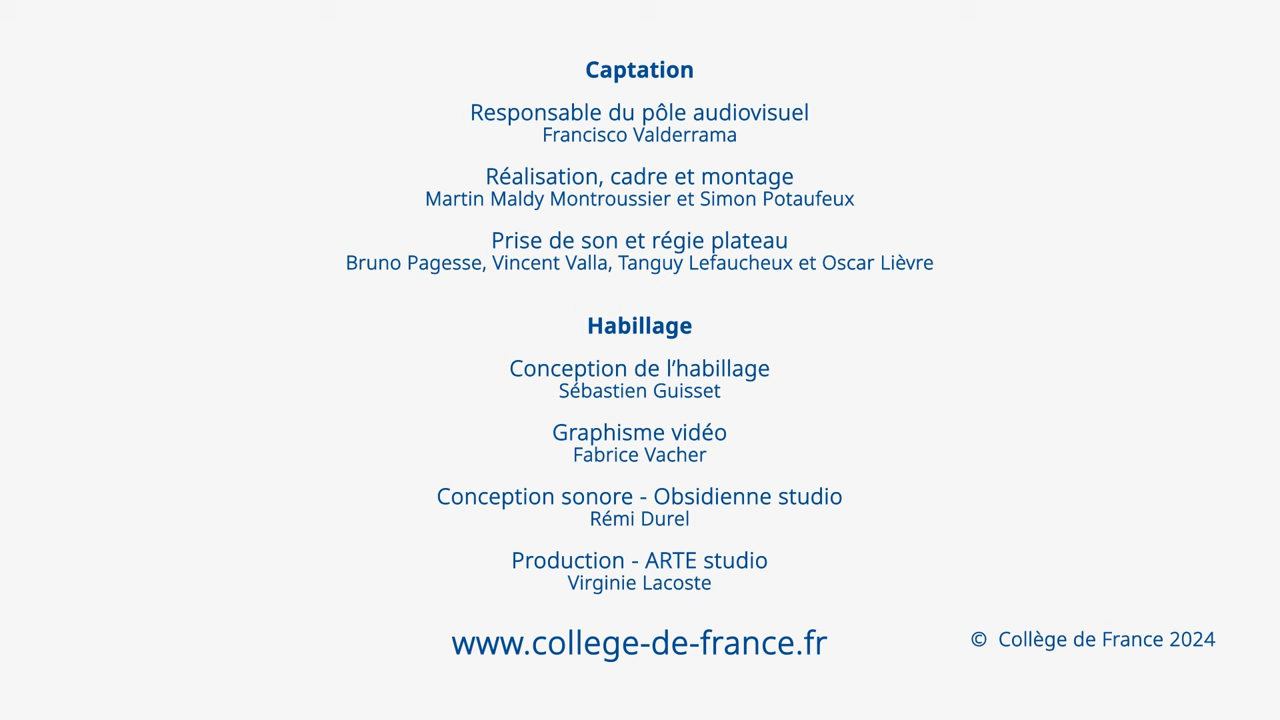 Captation
Responsable du pôle audiovisuel
Francisco Valderrama
Réalisation, cadre et montage
Martin Maldy Montroussier et Simon Potaufeux
Prise de son et régie plateau
Bruno Pagesse, Vincent Valla, Tanguy Lefaucheux et Oscar Lièvre
Habillage
Conception de l’habillage
Sébastien Guisset
Graphisme vidéo
Fabrice Vacher
Conception sonore - Obsidienne studio
Rémi Durel
Production - ARTE studio
Virginie Lacoste
www.college-de-france.fr
© Collège de France 2024